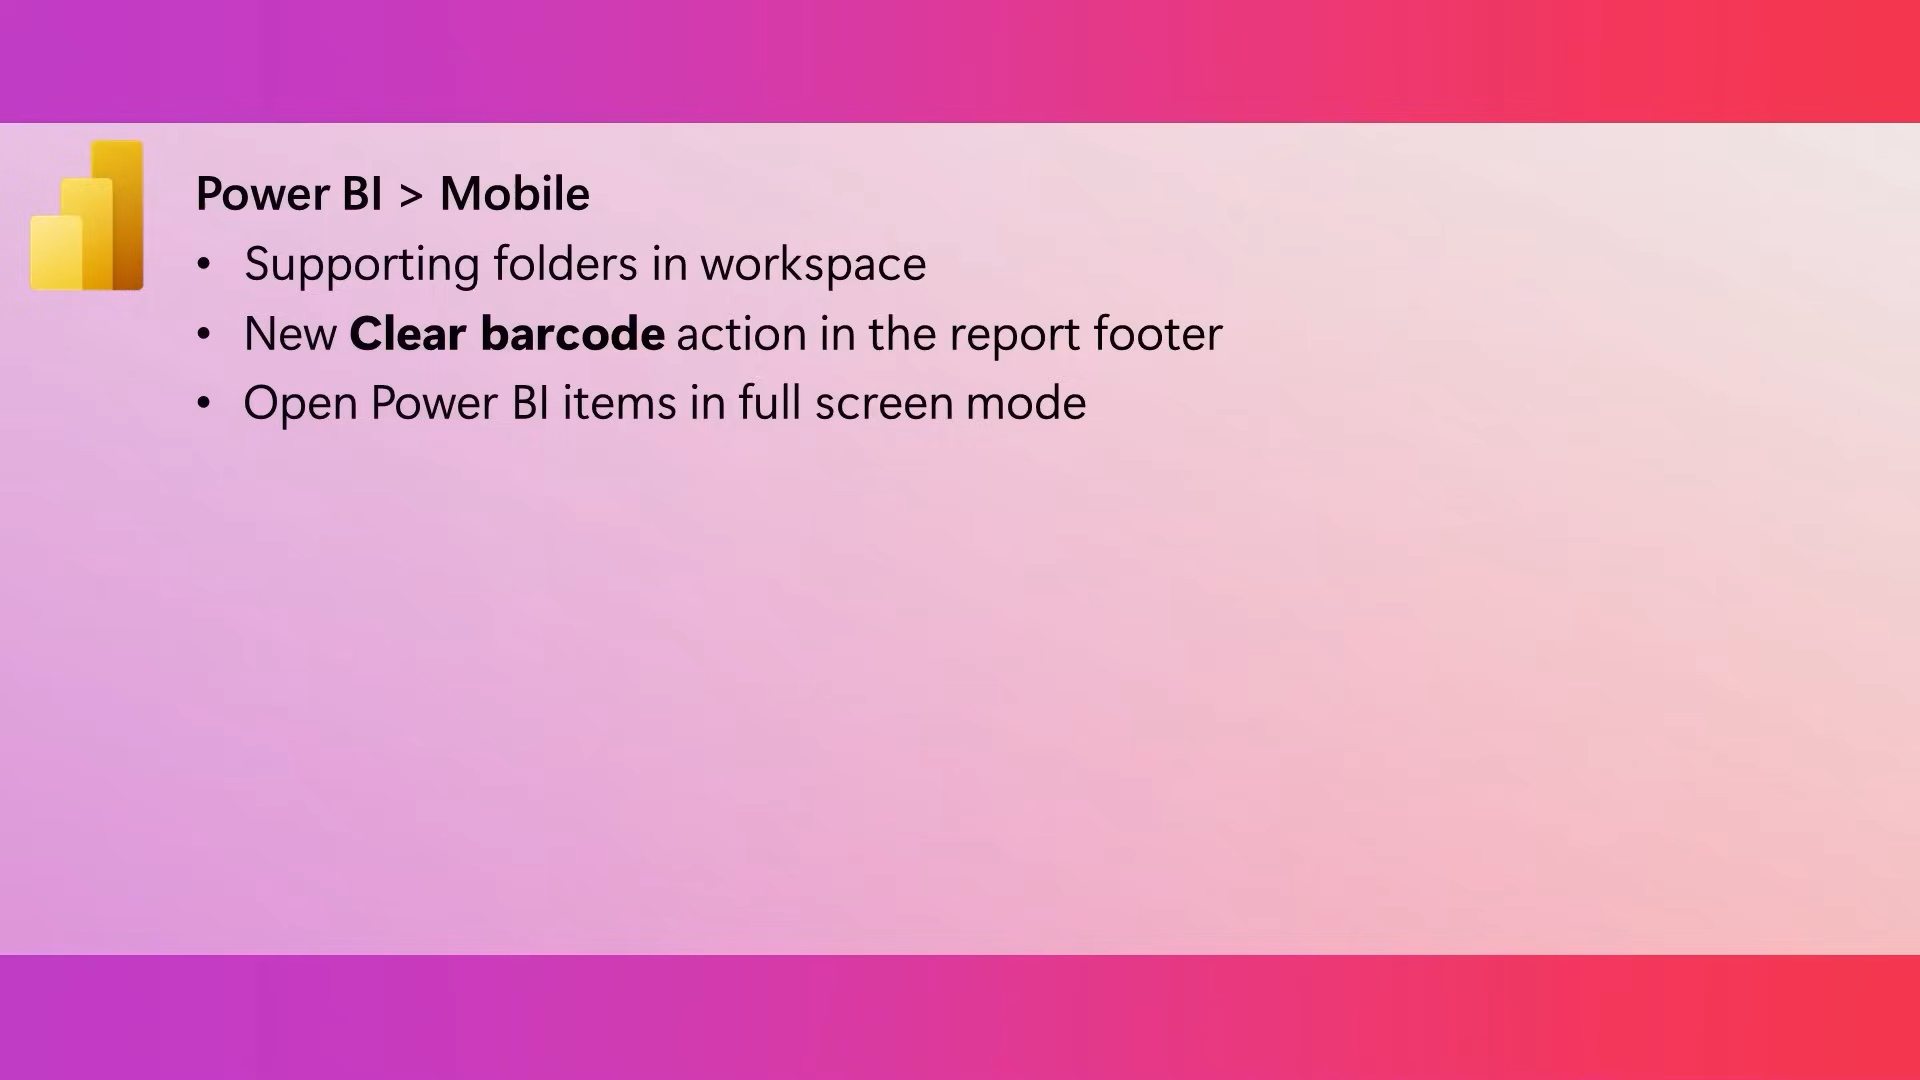 Power BI > Mobile
• Supporting folders in workspace
• New Clear barcode action in the report footer
• Open Power BI items in full screen mode